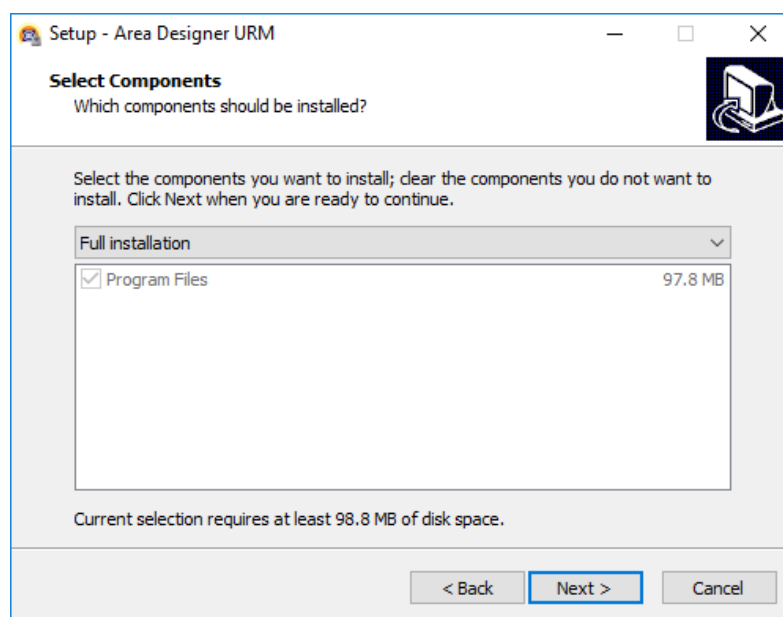 Setup - Area Designer URM
Select Components
Which components should be installed?
Select the components you want to install; clear the components you do not want to
install. Click Next when you are ready to continue.
Full installation
Program Files 97.8 MB
Current selection requires at least 98.8 MB of disk space.
< Back Next > Cancel